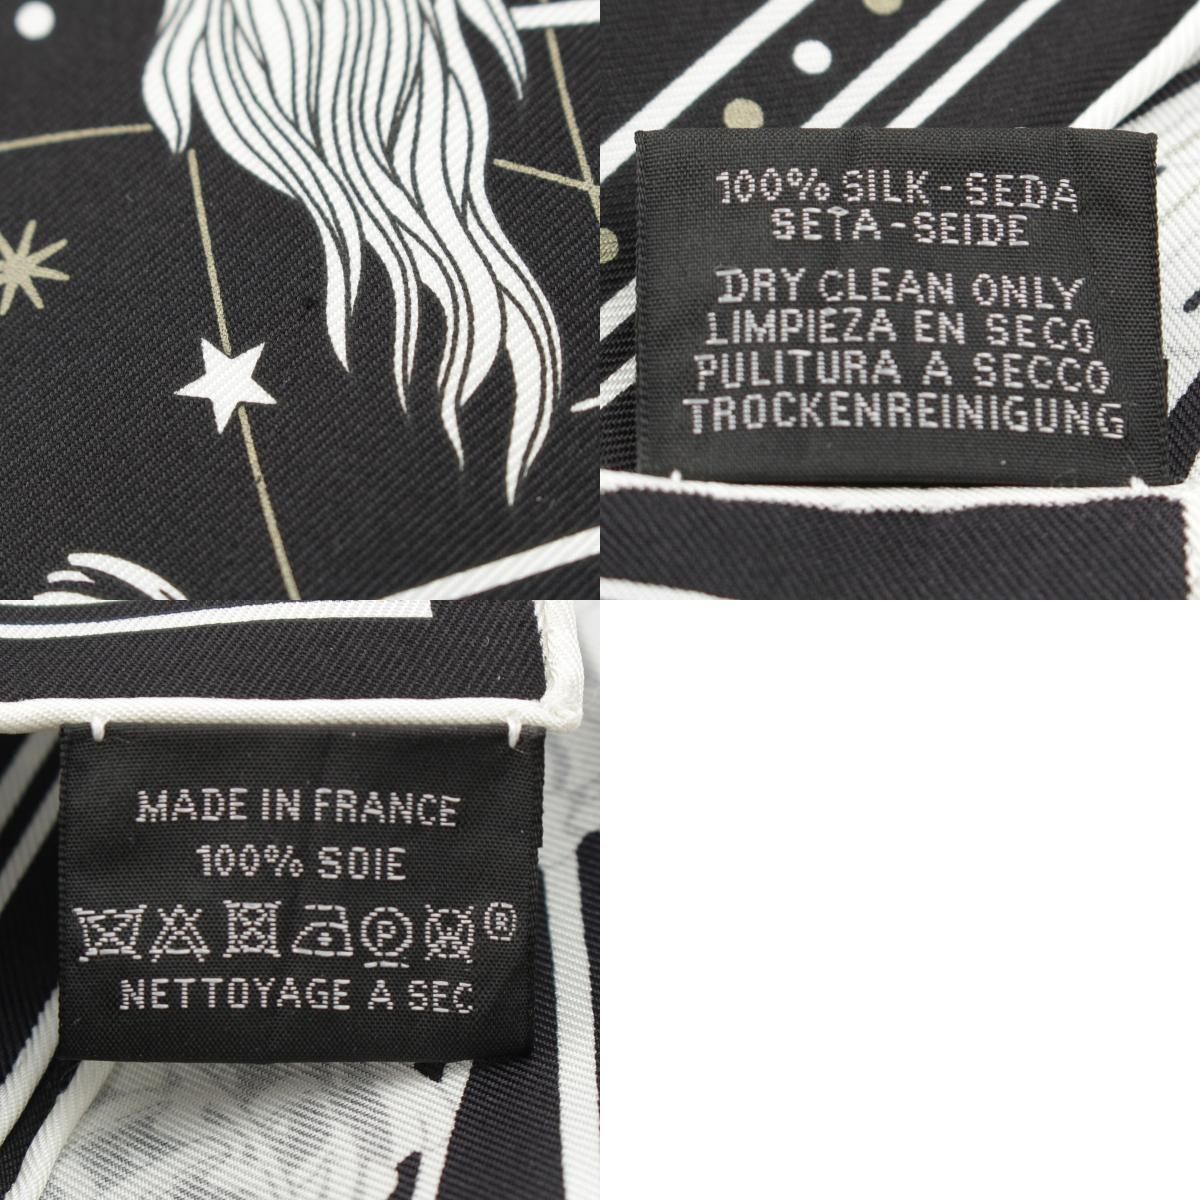 100% SILK - SEDA
SETA - SEIDE
DRY CLEAN ONLY
LIMPIEZA EN SECO
PULITURA A SECCO
TROCKENREINIGUNG
MADE IN FRANCE
100% SOIE
P W ®
NETTOYAGE A SEC